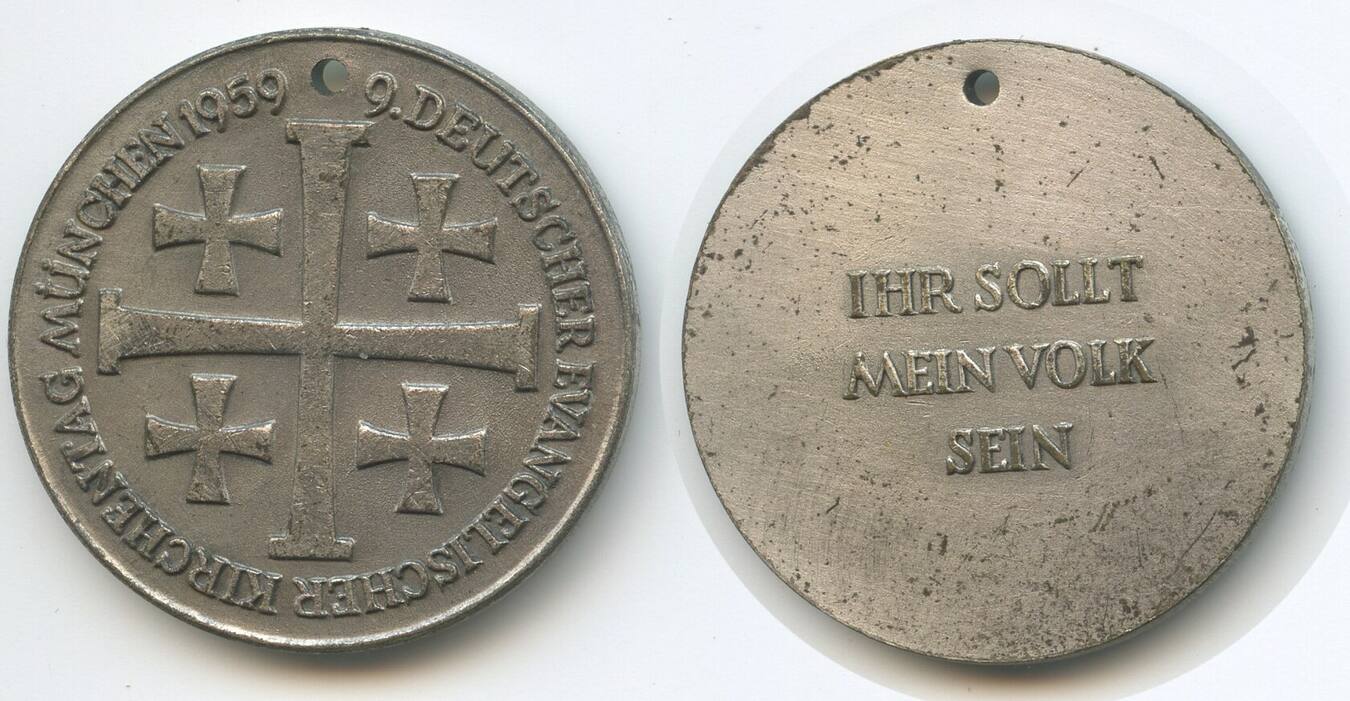 9. DEUTSCHER EVANGELISCHER KIRCHENTAG MÜNCHEN 1959
IHR SOLLT
MEIN VOLK
SEIN